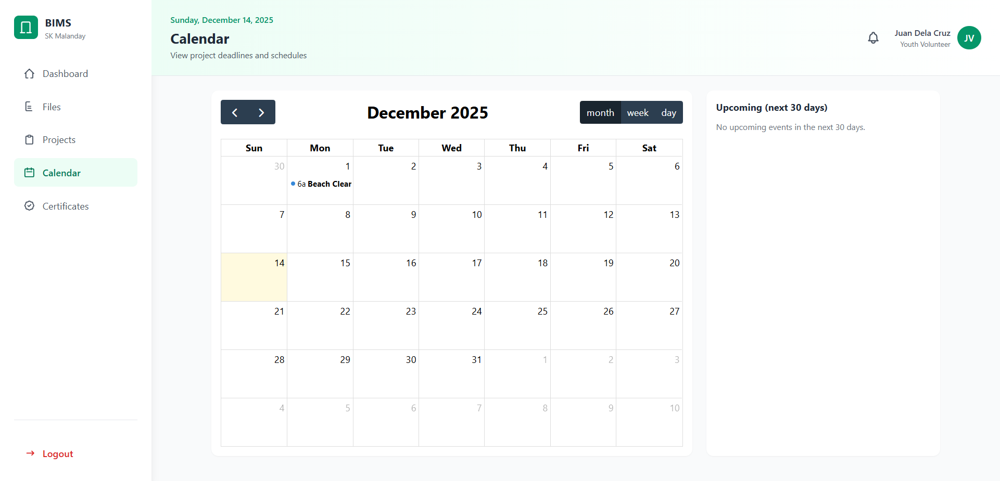 BIMS
SK Malanday
Dashboard
Files
Projects
Calendar
Certificates
Logout
Sunday, December 14, 2025
Calendar
View project deadlines and schedules
Juan Dela Cruz
Youth Volunteer
JV
December 2025
month week day
Sun Mon Tue Wed Thu Fri Sat
30 1 2 3 4 5 6
6a Beach Clear
7 8 9 10 11 12 13
14 15 16 17 18 19 20
21 22 23 24 25 26 27
28 29 30 31 1 2 3
4 5 6 7 8 9 10
Upcoming (next 30 days)
No upcoming events in the next 30 days.